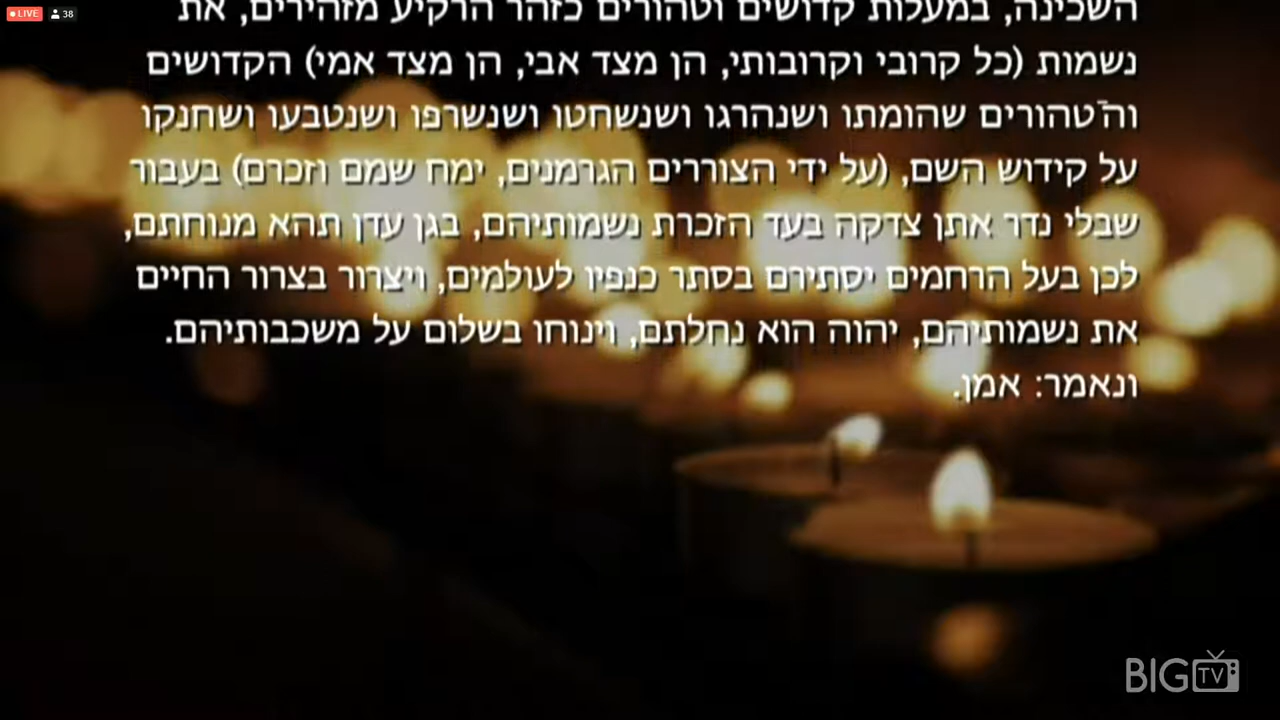 LIVE 38
השכינה, במעלות קדושים וטהורים כזהר הרקיע מזהירים, את
נשמות (כל קרובי וקרובותי, הן מצד אבי, הן מצד אמי) הקדושים
והטהורים שהומתו ושנהרגו ושנשחטו ושנשרפו ושנטבעו ושחנקו
על קידוש השם, (על ידי הצוררים הגרמנים, ימח שמם וזכרם) בעבור
שבלי נדר אתן צדקה בעד הזכרת נשמותיהם, בגן עדן תהא מנוחתם,
לכן בעל הרחמים יסתירם בסתר כנפיו לעולמים, ויצרור בצרור החיים
את נשמותיהם, יהוה הוא נחלתם, וינוחו בשלום על משכבותיהם.
ונאמר: אמן.
BIG TV